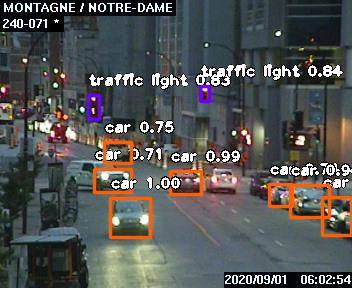 MONTAGNE / NOTRE-DAME
240-071 *
traffic light 0.83
traffic light 0.84
car 0.75
car 0.71
car 0.99
car 1.00
car
2020/09/01 06:02:54